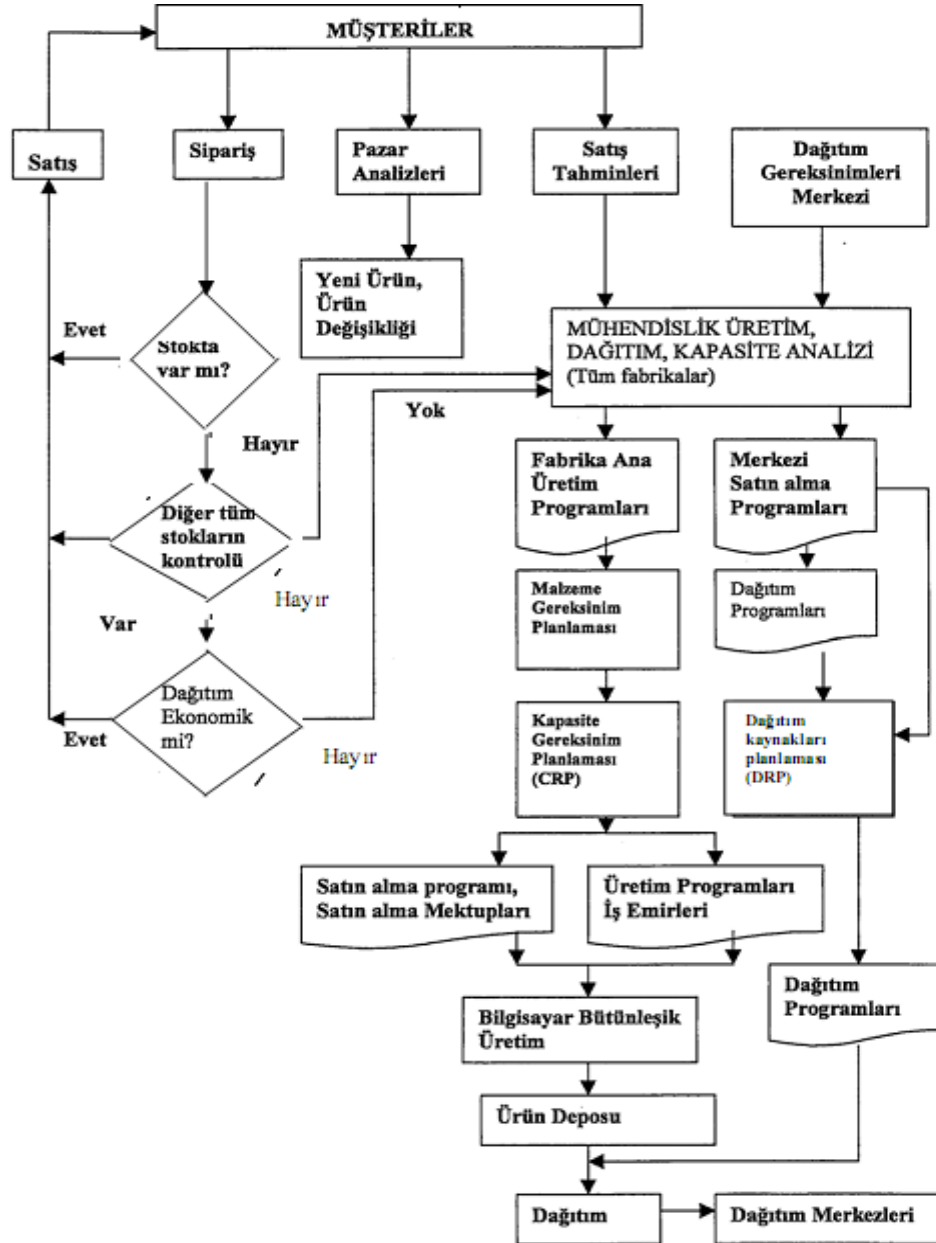 MÜŞTERİLER
Satış
Sipariş
Pazar
Analizleri
Satış
Tahminleri
Dağıtım
Gereksinimleri
Merkezi
Yeni Ürün,
Ürün
Değişikliği
Evet
Stokta
var mı?
MÜHENDİSLİK ÜRETİM,
DAĞITIM, KAPASİTE ANALİZİ
(Tüm fabrikalar)
Yok
Hayır
Fabrika Ana
Üretim
Programları
Merkezi
Satın alma
Programları
Diğer tüm
stokların
kontrolü
Hayır
Malzeme
Gereksinim
Planlaması
Dağıtım
Programları
Var
Dağıtım
Ekonomik
mi?
Evet
Hayır
Kapasite
Gereksinim
Planlaması
(CRP)
Dağıtım
kaynakları
planlaması
(DRP)
Satın alma programı,
Satın alma Mektupları
Üretim Programları
İş Emirleri
Dağıtım
Programları
Bilgisayar Bütünleşik
Üretim
Ürün Deposu
Dağıtım
Dağıtım Merkezleri